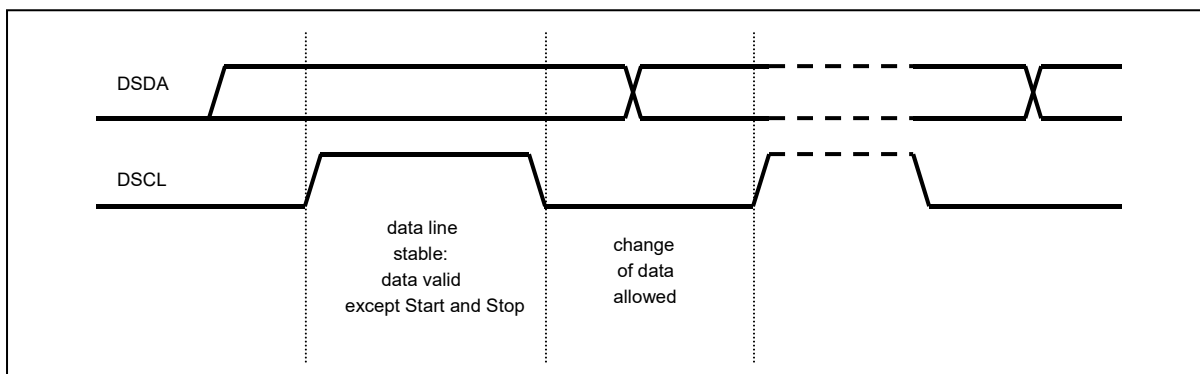 DSDA
DSCL
data line
stable:
data valid
except Start and Stop
change
of data
allowed